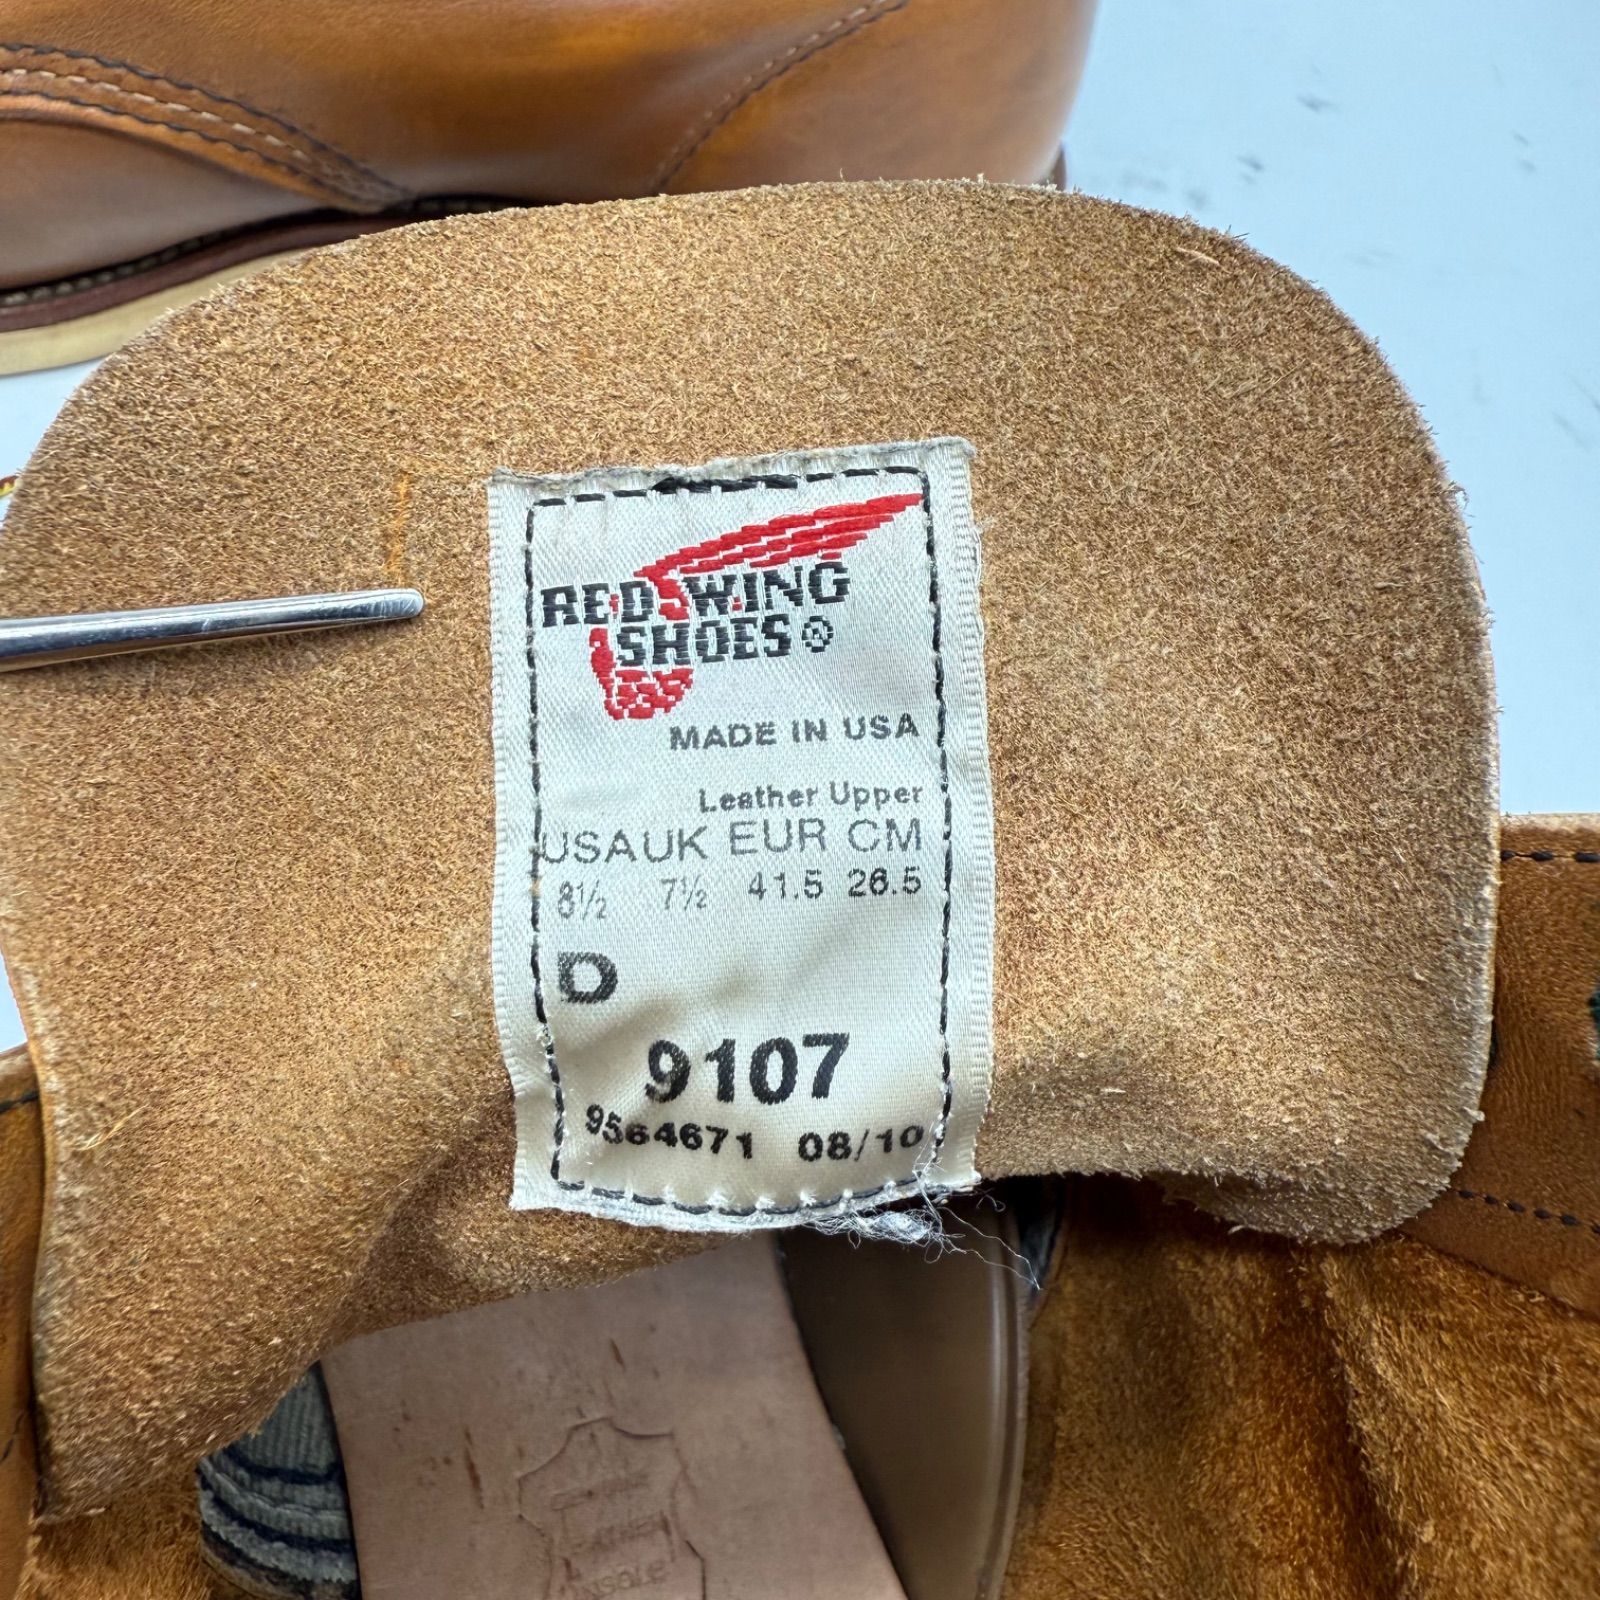 RED WING
SHOES®
MADE IN USA
Leather Upper
USA UK EUR CM
8½ 7½ 41.5 26.5
D
9107
9564671 08/10
INSOLE